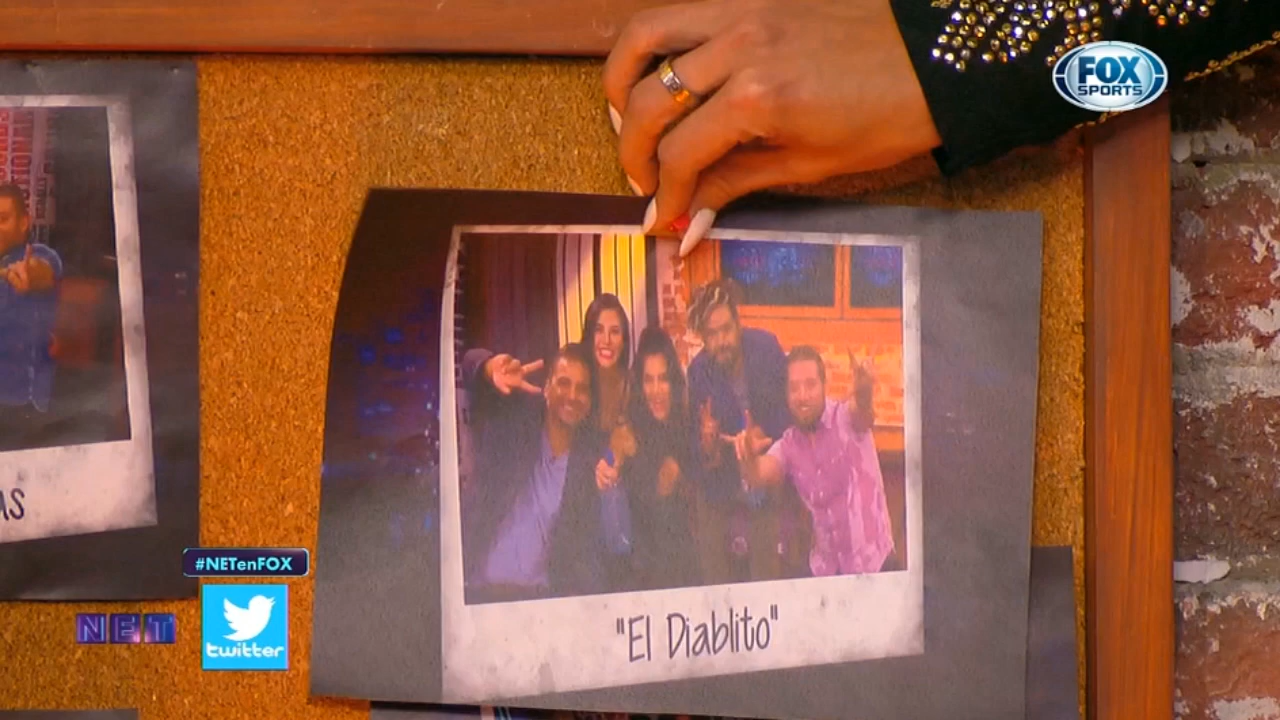 FOX
SPORTS
AS
#NETenFOX
NET
twitter
"El Diablito"